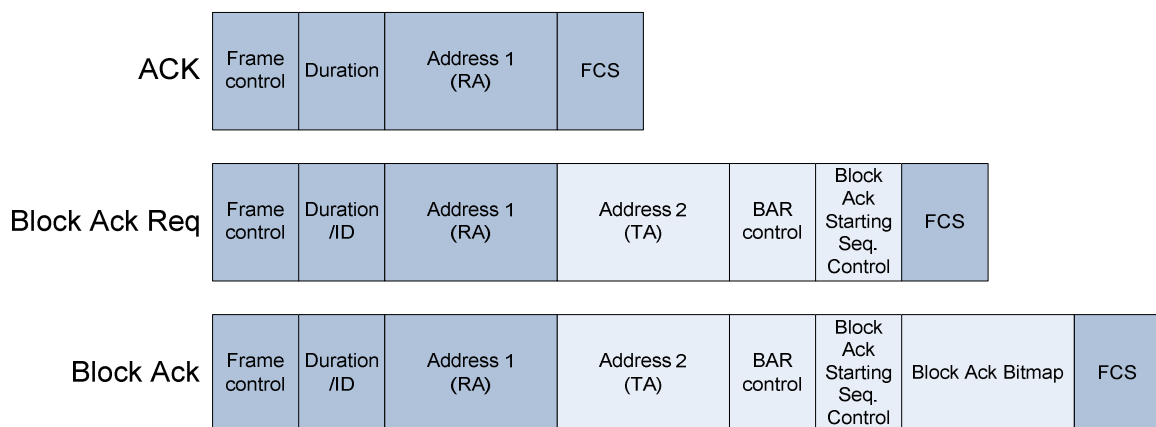 ACK
Frame
control
Duration
Address 1
(RA)
FCS
Block Ack Req
Frame
control
Duration
/ID
Address 1
(RA)
Address 2
(TA)
BAR
control
Block
Ack
Starting
Seq.
Control
FCS
Block Ack
Frame
control
Duration
/ID
Address 1
(RA)
Address 2
(TA)
BAR
control
Block
Ack
Starting
Seq.
Control
Block Ack Bitmap
FCS